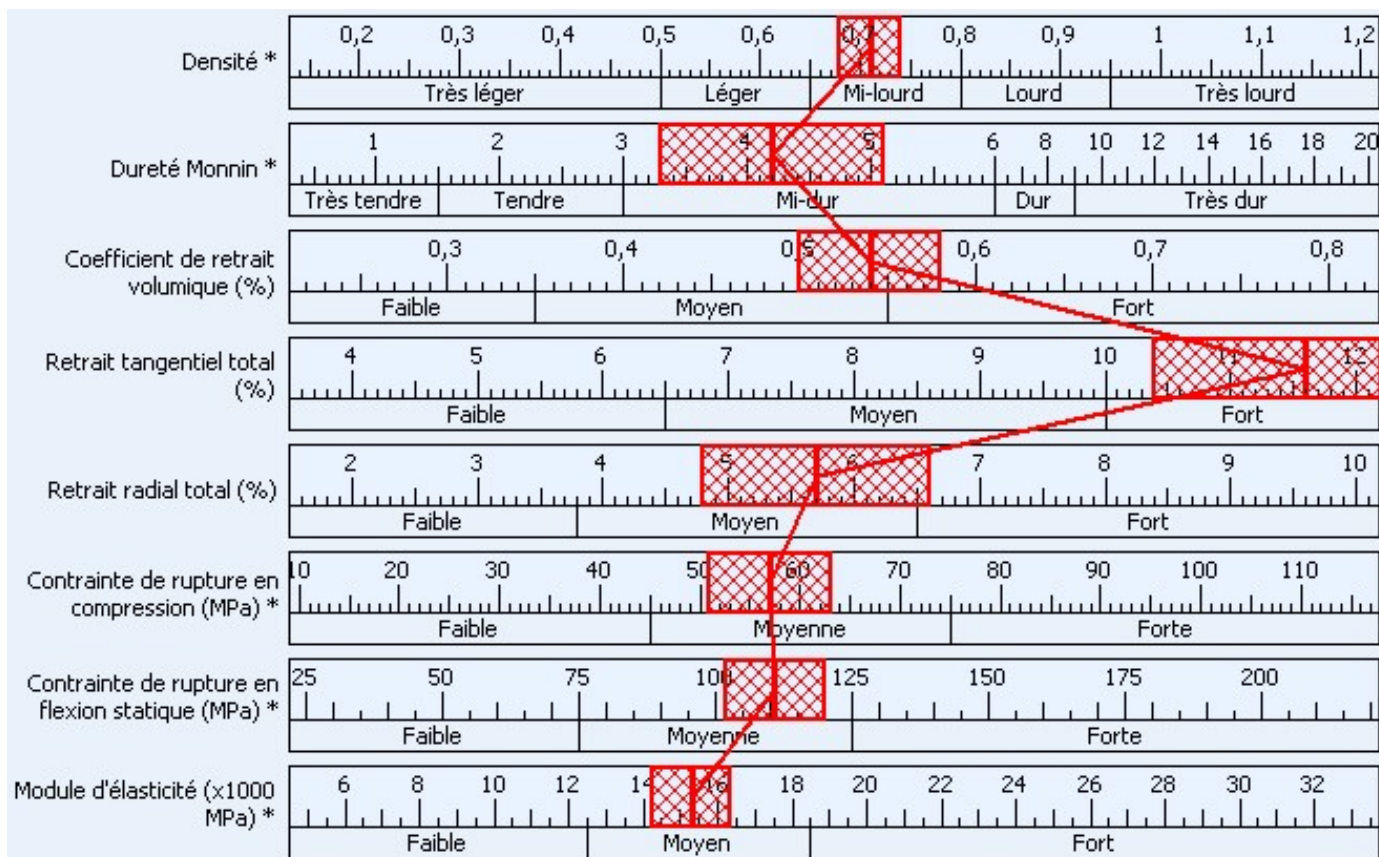 0,2 0,3 0,4 0,5 0,6 0,7 0,8 0,9 1 1,1 1,2
Densité *
Très léger Léger Mi-lourd Lourd Très lourd
1 2 3 4 5 6 8 10 12 14 16 18 20
Dureté Monnin *
Très tendre Tendre Mi-dur Dur Très dur
0,3 0,4 0,5 0,6 0,7 0,8
Coefficient de retrait
volumique (%)
Faible Moyen Fort
4 5 6 7 8 9 10 11 12
Retrait tangentiel total
(%)
Faible Moyen Fort
2 3 4 5 6 7 8 9 10
Retrait radial total (%)
Faible Moyen Fort
10 20 30 40 50 60 70 80 90 100 110
Contrainte de rupture en
compression (MPa) *
Faible Moyenne Forte
25 50 75 100 125 150 175 200
Contrainte de rupture en
flexion statique (MPa) *
Faible Moyenne Forte
6 8 10 12 14 16 18 20 22 24 26 28 30 32
Module d'élasticité (x1000
MPa) *
Faible Moyen Fort